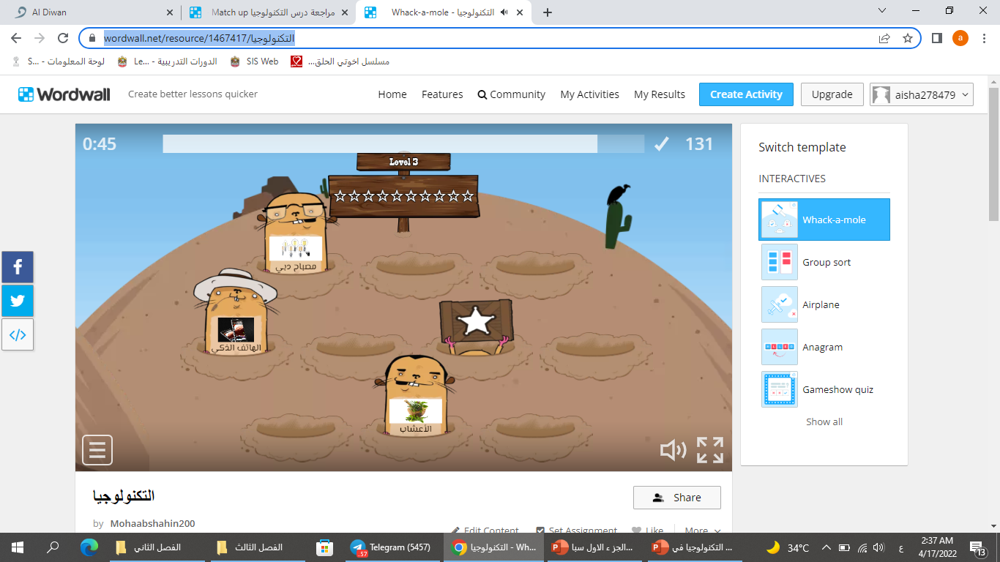 Al Diwan
Match up مراجعة درس التكنولوجيا
Whack-a-mole - التكنولوجيا
wordwall.net/resource/1467417/التكنولوجيا
a
لوحة المعلومات - S...
الدورات التدريبية - Le...
SIS Web
مسلسل اخوتي الحلق...
Wordwall
Create better lessons quicker
Home
Features
Community
My Activities
My Results
Create Activity
Upgrade
aisha278479
0:45
131
Level 3
مصباح دبي
الهاتف الذكي
الأعشاب
Switch template
INTERACTIVES
Whack-a-mole
Group sort
Airplane
Anagram
Gameshow quiz
Show all
التكنولوجيا
Share
by Mohaabshahin200
Edit Content
Set Assignment
Like
More
الفصل الثاني
الفصل الثالث
Telegram (5457)
.57
التكنولوجيا - Wh...
الجزء الاول سبا...
التكنولوجيا في ...
34°C
ع
2:37 AM
4/17/2022
13